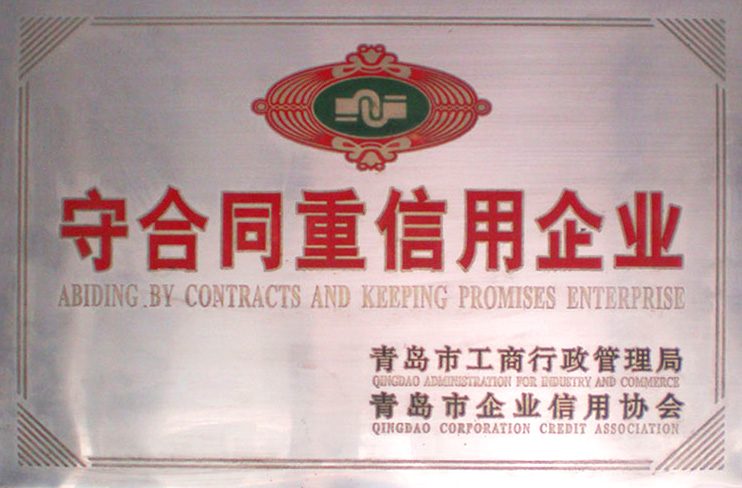 守合同重信用企业
ABIDING BY CONTRACTS AND KEEPING PROMISES ENTERPRISE
青岛市工商行政管理局
QINGDAO ADMINISTRATION FOR INDUSTRY AND COMMERCE
青岛市企业信用协会
QINGDAO CORPORATION CREDIT ASSOCIATION